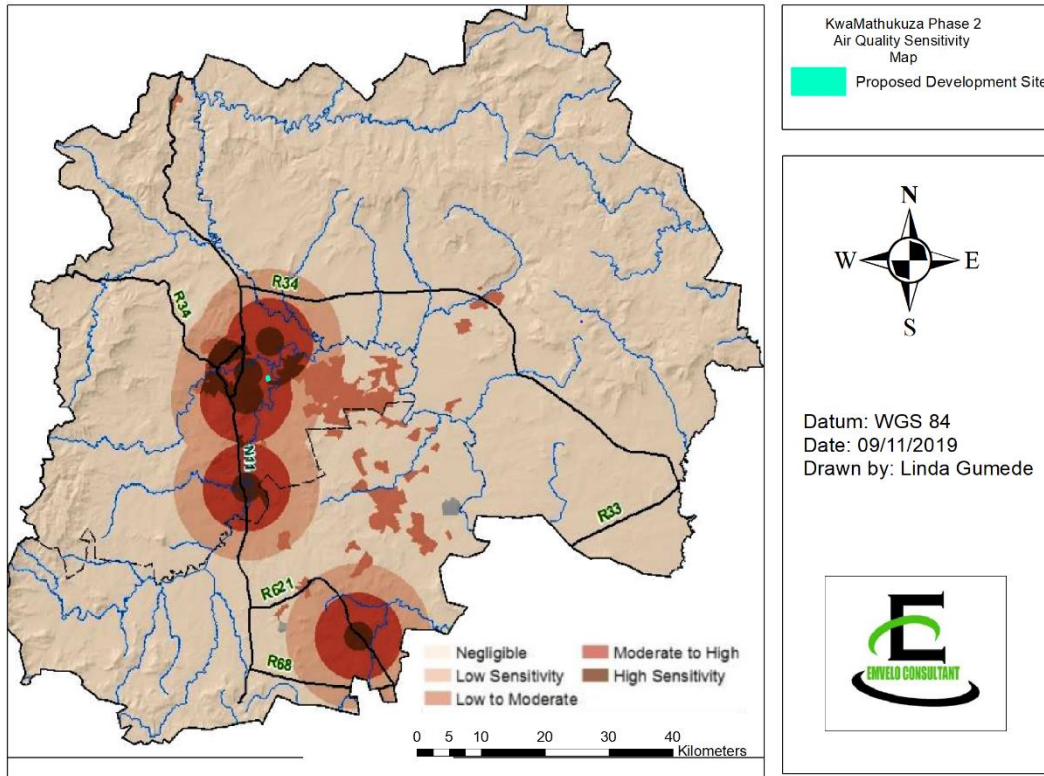 KwaMathukuza Phase 2
Air Quality Sensitivity
Map
Proposed Development Site
N
W
E
S
Datum: WGS 84
Date: 09/11/2019
Drawn by: Linda Gumede
E
EMVELO CONSULTANT
R34
R34
N11
R33
R621
R68
Negligible
Low Sensitivity
Low to Moderate
Moderate to High
High Sensitivity
0 5 10 20 30 40
Kilometers